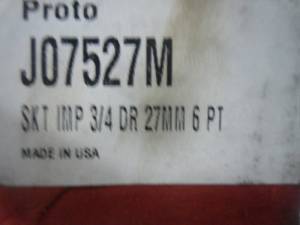 Proto
J07527M
SKT IMP 3/4 DR 27MM 6 PT
MADE IN USA